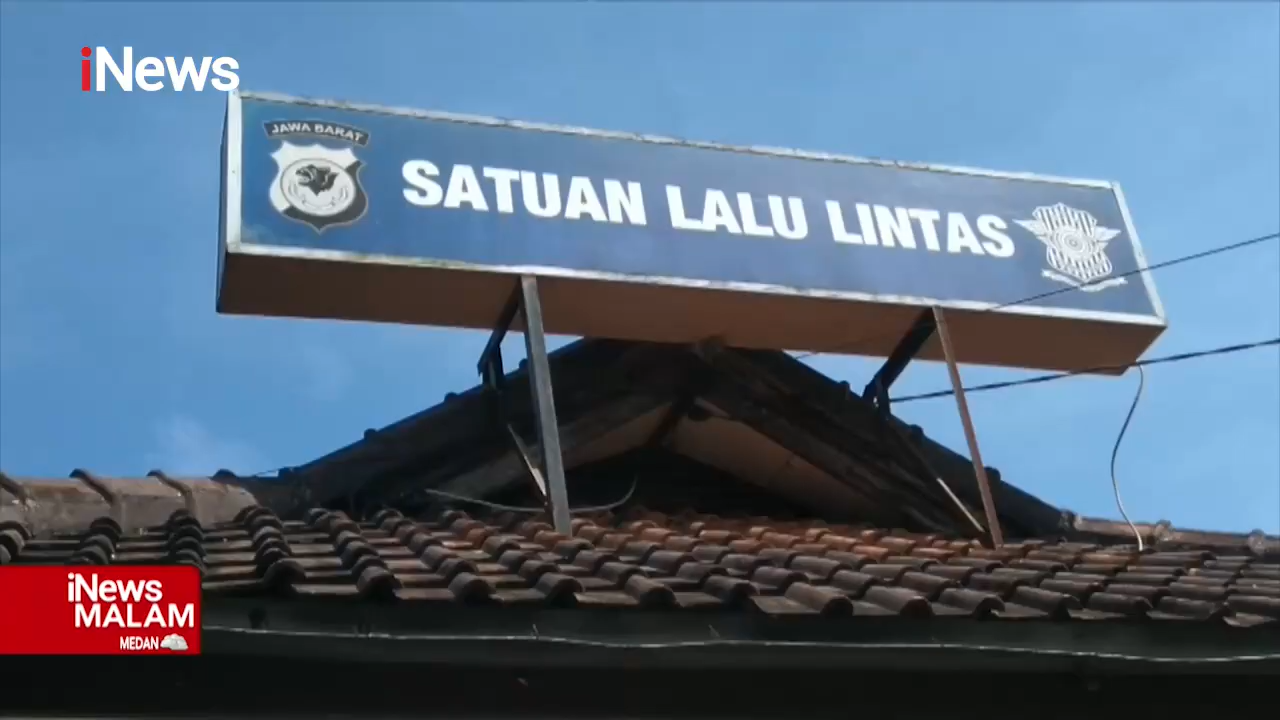 iNews
JAWA BARAT
SATUAN LALU LINTAS
iNEWS
MALAM
MEDAN